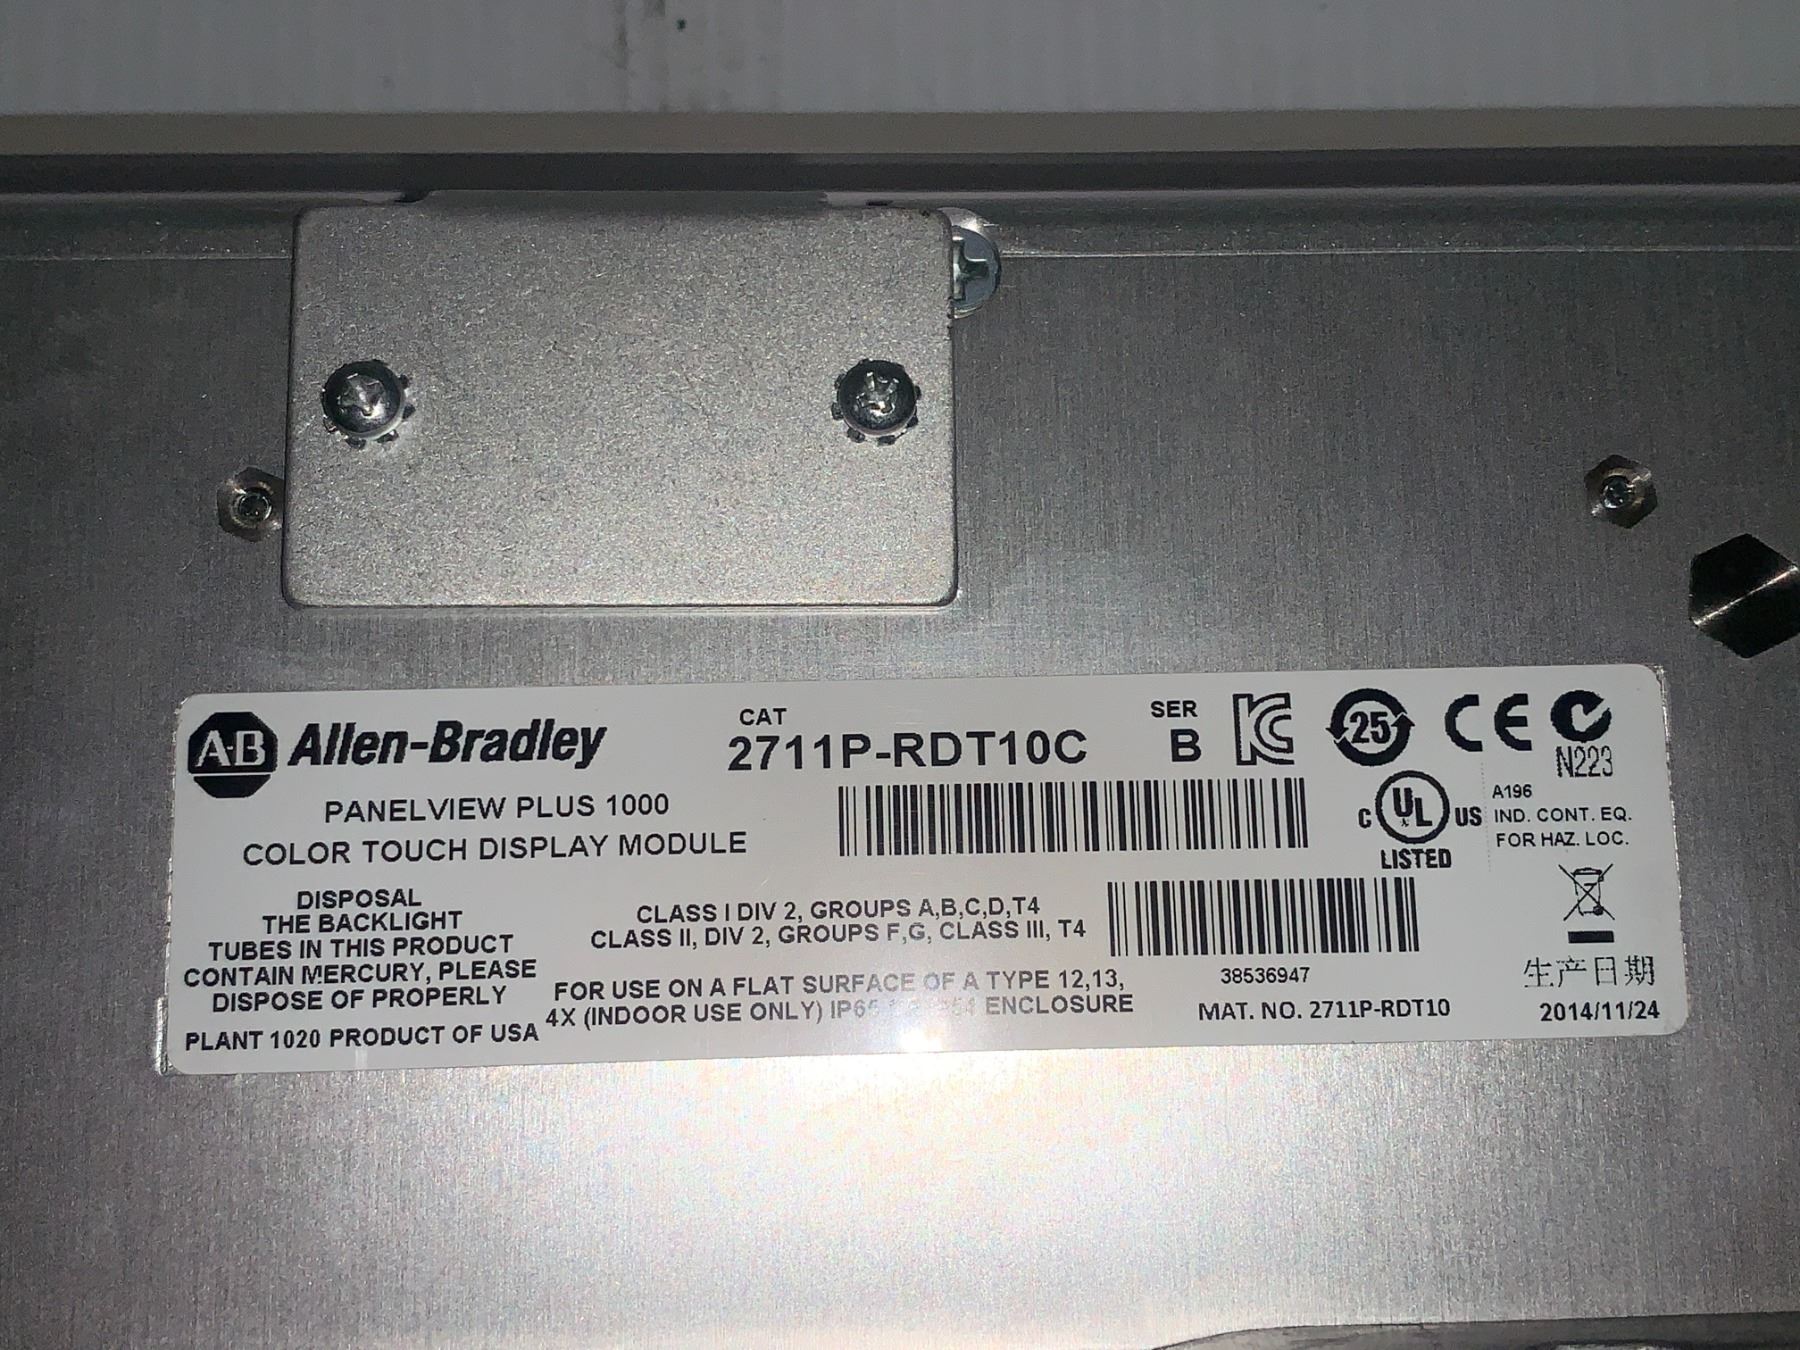 A-B Allen-Bradley
CAT
2711P-RDT10C
SER
B
25
CE
N223
PANELVIEW PLUS 1000
COLOR TOUCH DISPLAY MODULE
C UL US
LISTED
A196
IND. CONT. EQ.
FOR HAZ. LOC.
DISPOSAL
THE BACKLIGHT
TUBES IN THIS PRODUCT
CONTAIN MERCURY, PLEASE
DISPOSE OF PROPERLY
PLANT 1020 PRODUCT OF USA
CLASS I DIV 2, GROUPS A,B,C,D,T4
CLASS II, DIV 2, GROUPS F,G, CLASS III, T4
FOR USE ON A FLAT SURFACE OF A TYPE 12,13,
4X (INDOOR USE ONLY) ENCLOSURE
38536947
MAT. NO. 2711P-RDT10
生产日期
2014/11/24